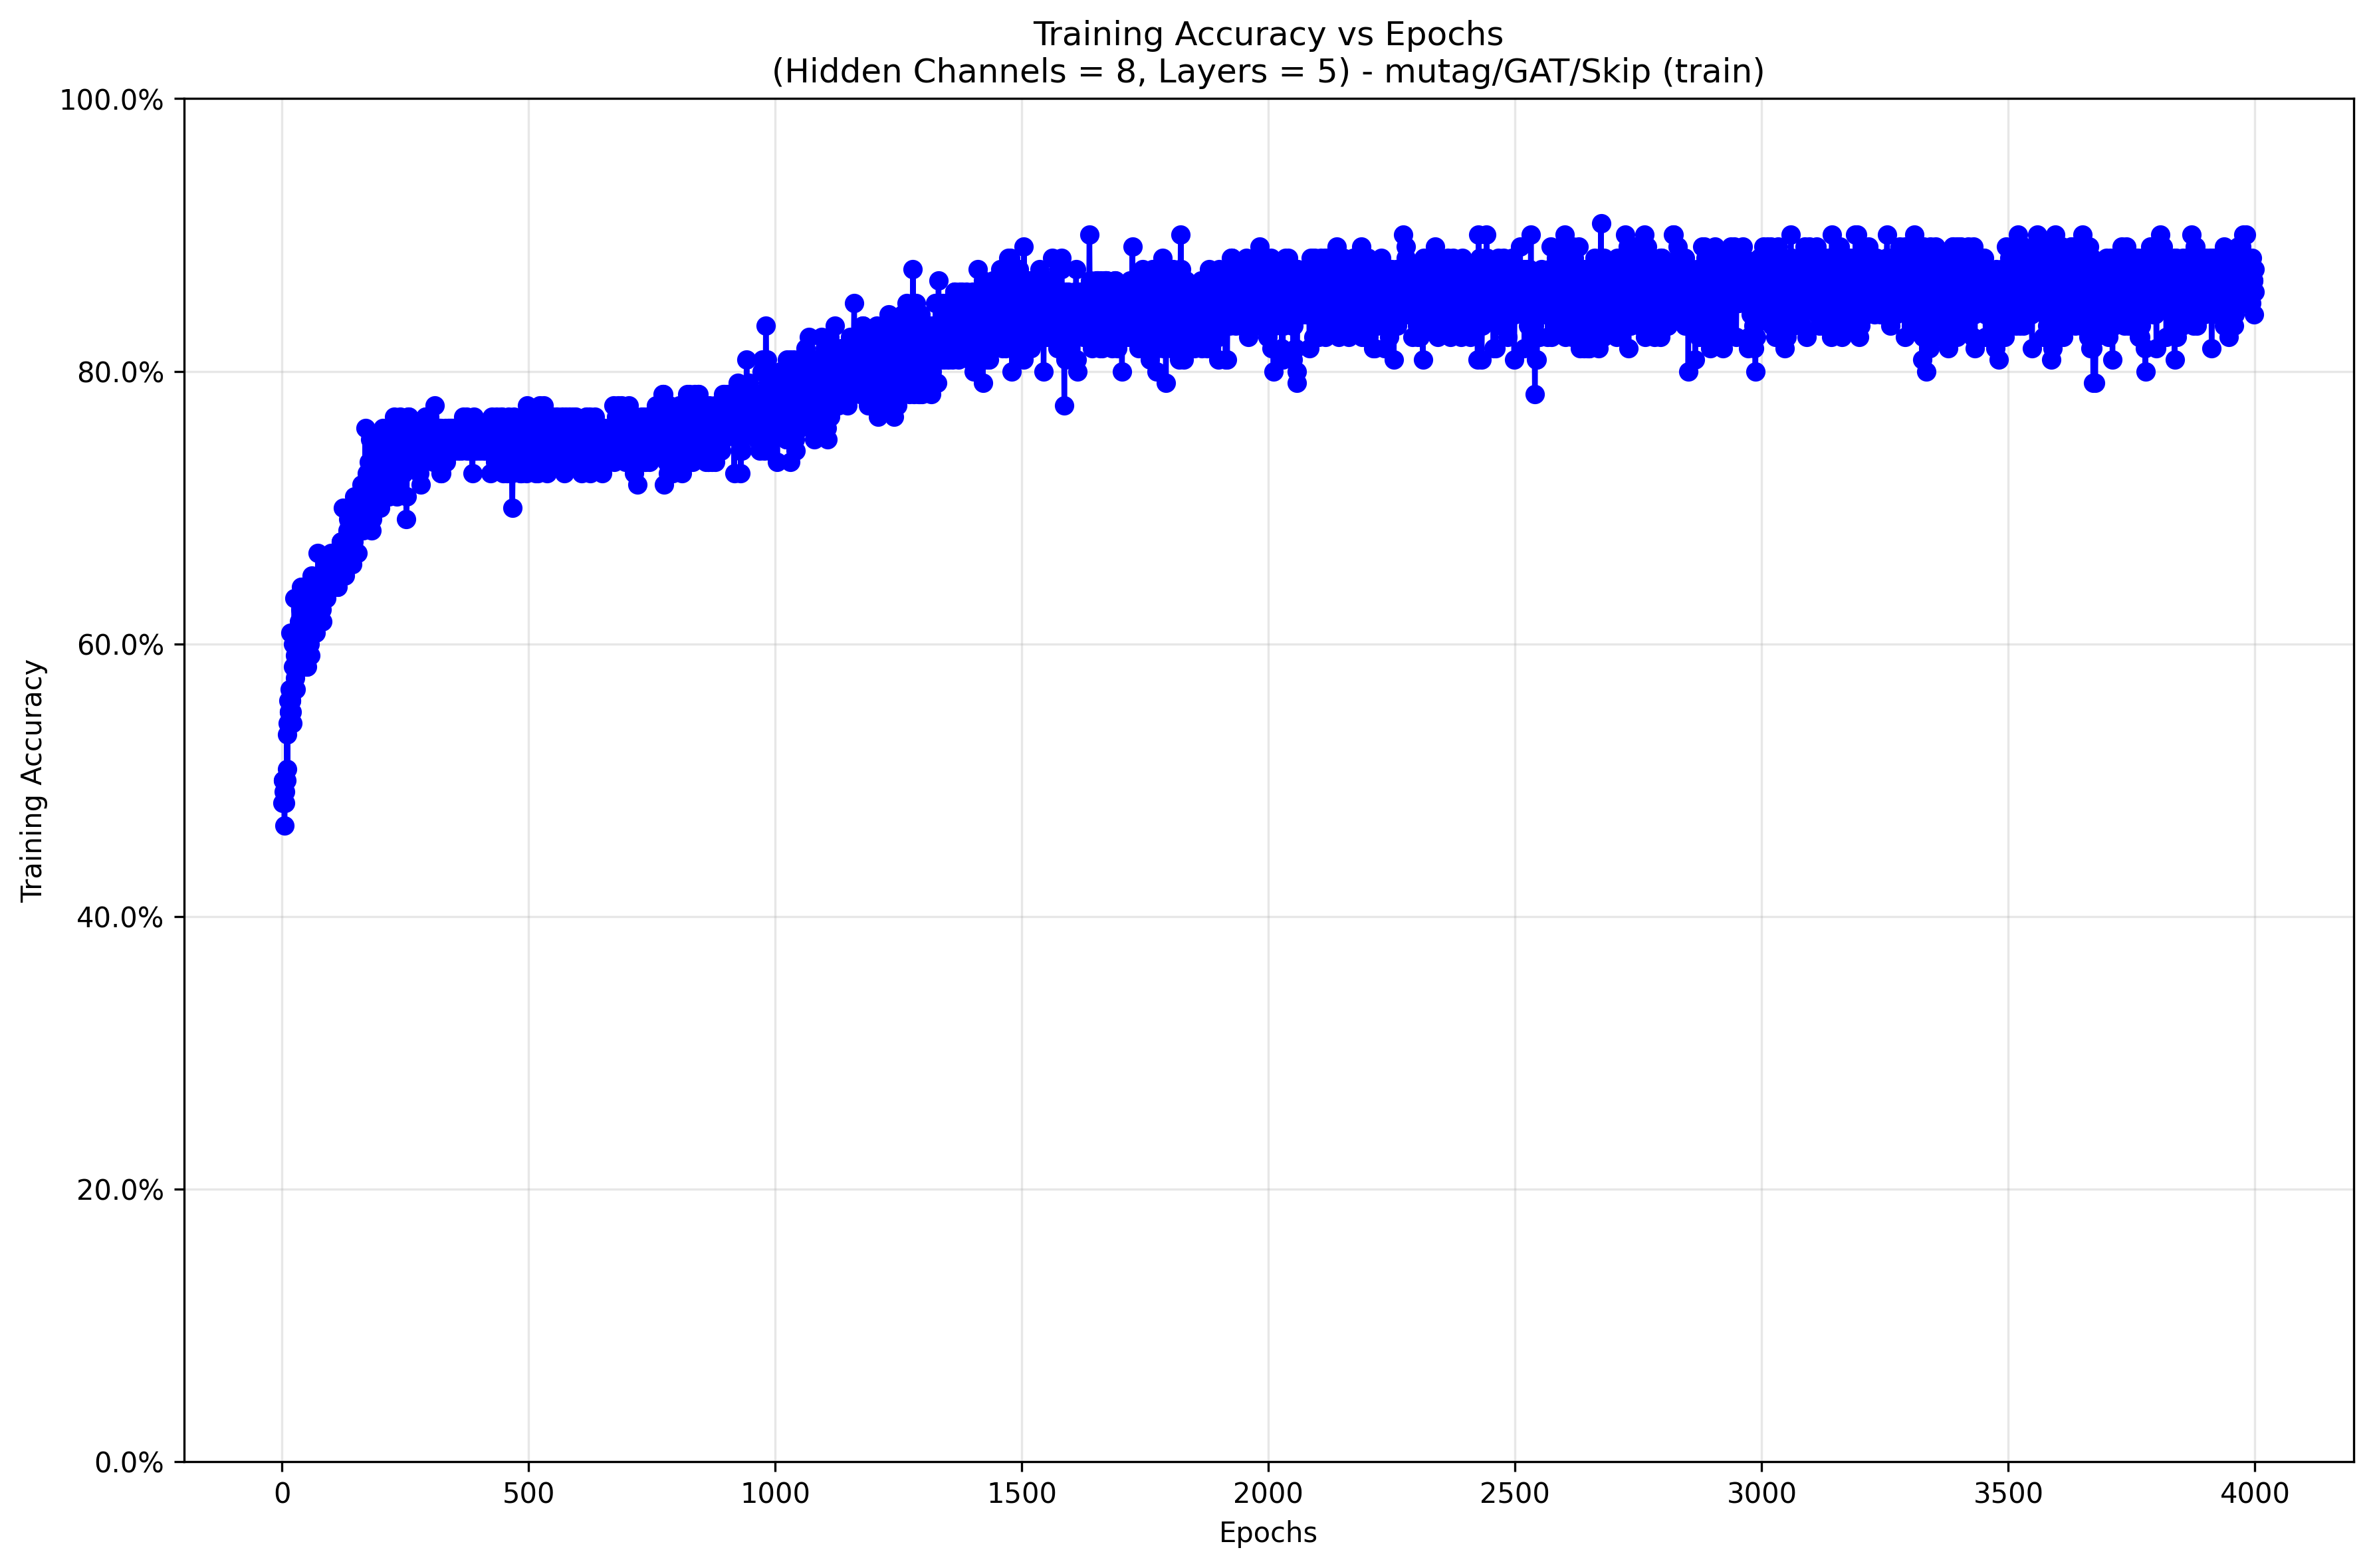 Training Accuracy vs Epochs
(Hidden Channels = 8, Layers = 5) - mutag/GAT/Skip (train)
100.0%
80.0%
60.0%
40.0%
20.0%
0.0%
Training Accuracy
0 500 1000 1500 2000 2500 3000 3500 4000
Epochs